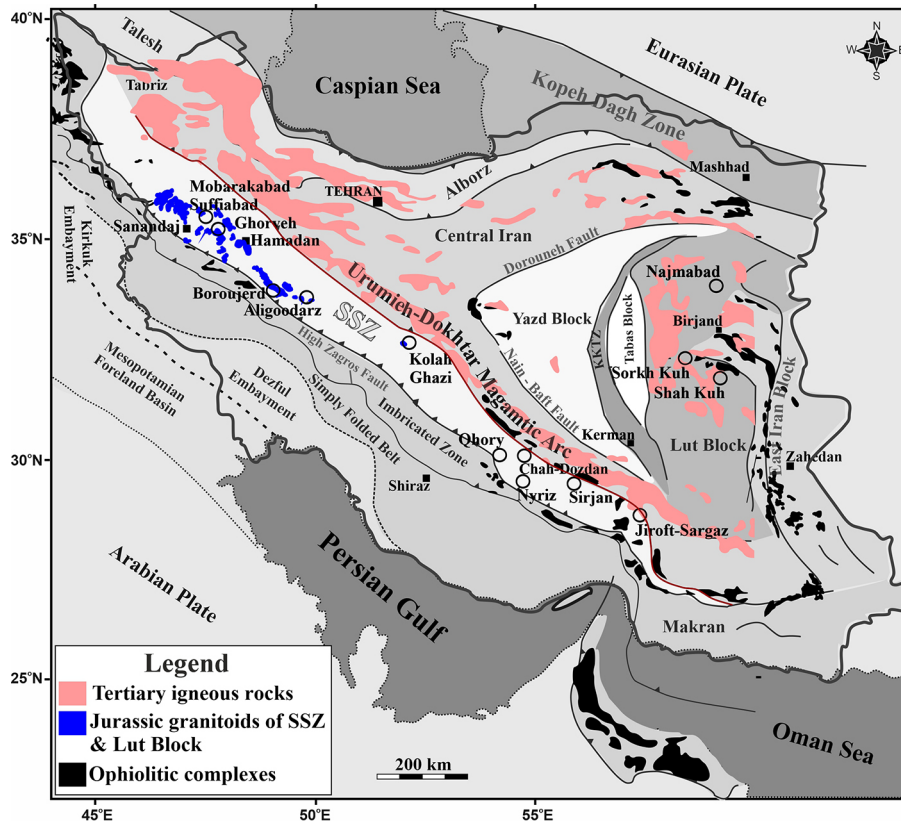 40°N
Talesh
Eurasian Plate
N
W
E
S
Caspian Sea
Tabriz
Kopeh Dagh Zone
Mashhad
Alborz
TEHRAN
Mobarakabad
Suffiabad
Ghorveh
Sanandaj
Hamadan
35°N
Central Iran
Dorouneh Fault
Kirkuk
Embayment
Najmabad
Boroujerd
Aligoodarz
Urumieh-Dokhtar Magamtic Arc
SSZ
Yazd Block
KKTZ
Tabas Block
Birjand
High Zagros Fault
Kolah
Ghazi
Nain - Baft Fault
Sorkh Kuh
Shah Kuh
Mesopotamian
Foreland Basin
Dezful
Embayment
Simply Folded Belt
Imbricated Zone
Qhory
Kerman
Lut Block
East Iran Block
30°N
Chah-Dozdan
Zahedan
Shiraz
Nyriz
Sirjan
Jiroft-Sargaz
Arabian Plate
Persian Gulf
Makran
25°N
Legend
Tertiary igneous rocks
Jurassic granitoids of SSZ
& Lut Block
Ophiolitic complexes
200 km
Oman Sea
45°E
50°E
55°E